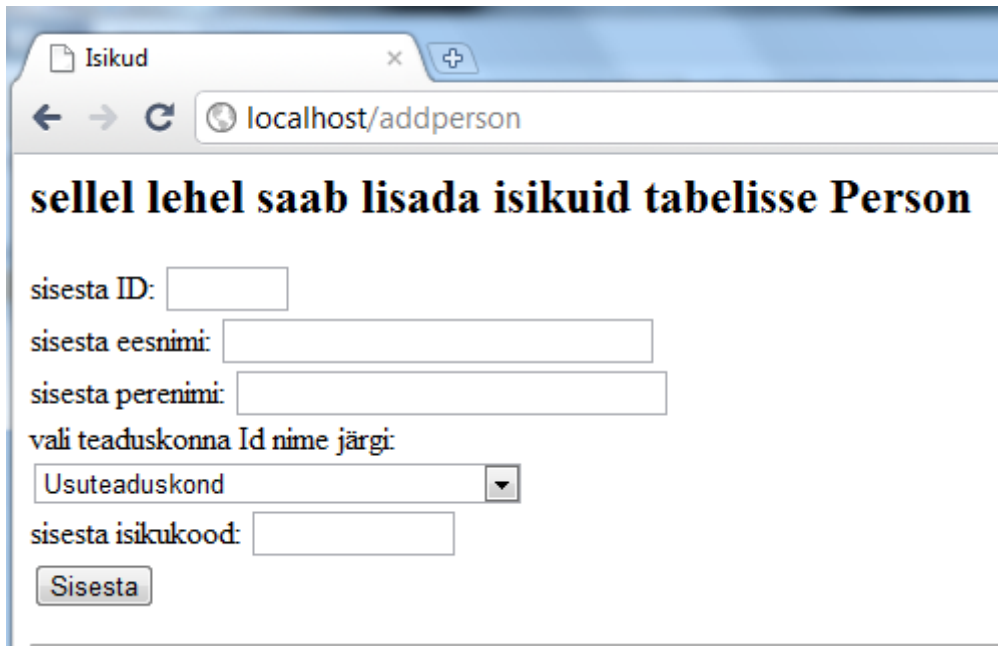 Isikud
localhost/addperson
sellel lehel saab lisada isikuid tabelisse Person
sisesta ID:
sisesta eesnimi:
sisesta perenimi:
vali teaduskonna Id nime järgi:
Usuteaduskond
sisesta isikukood:
Sisesta